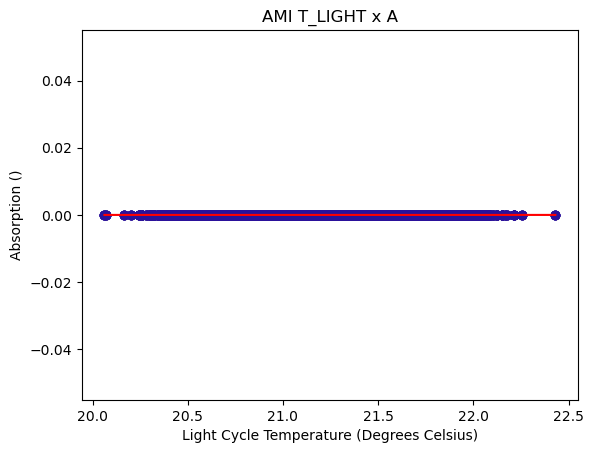 AMI T_LIGHT x A
Absorption ()
0.04
0.02
0.00
−0.02
−0.04
20.0 20.5 21.0 21.5 22.0 22.5
Light Cycle Temperature (Degrees Celsius)